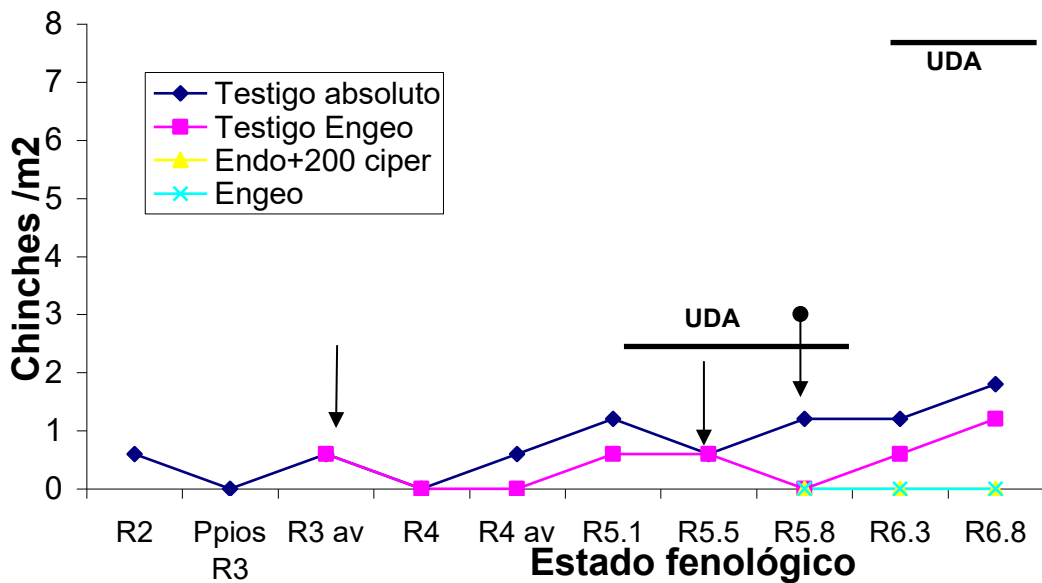 8
7
6
5
4
3
2
1
0
Chinches /m2
Testigo absoluto
Testigo Engeo
Endo+200 ciper
Engeo
UDA
UDA
R2
Ppios
R3
R3 av
R4
R4 av
R5.1
R5.5
R5.8
R6.3
R6.8
Estado fenológico